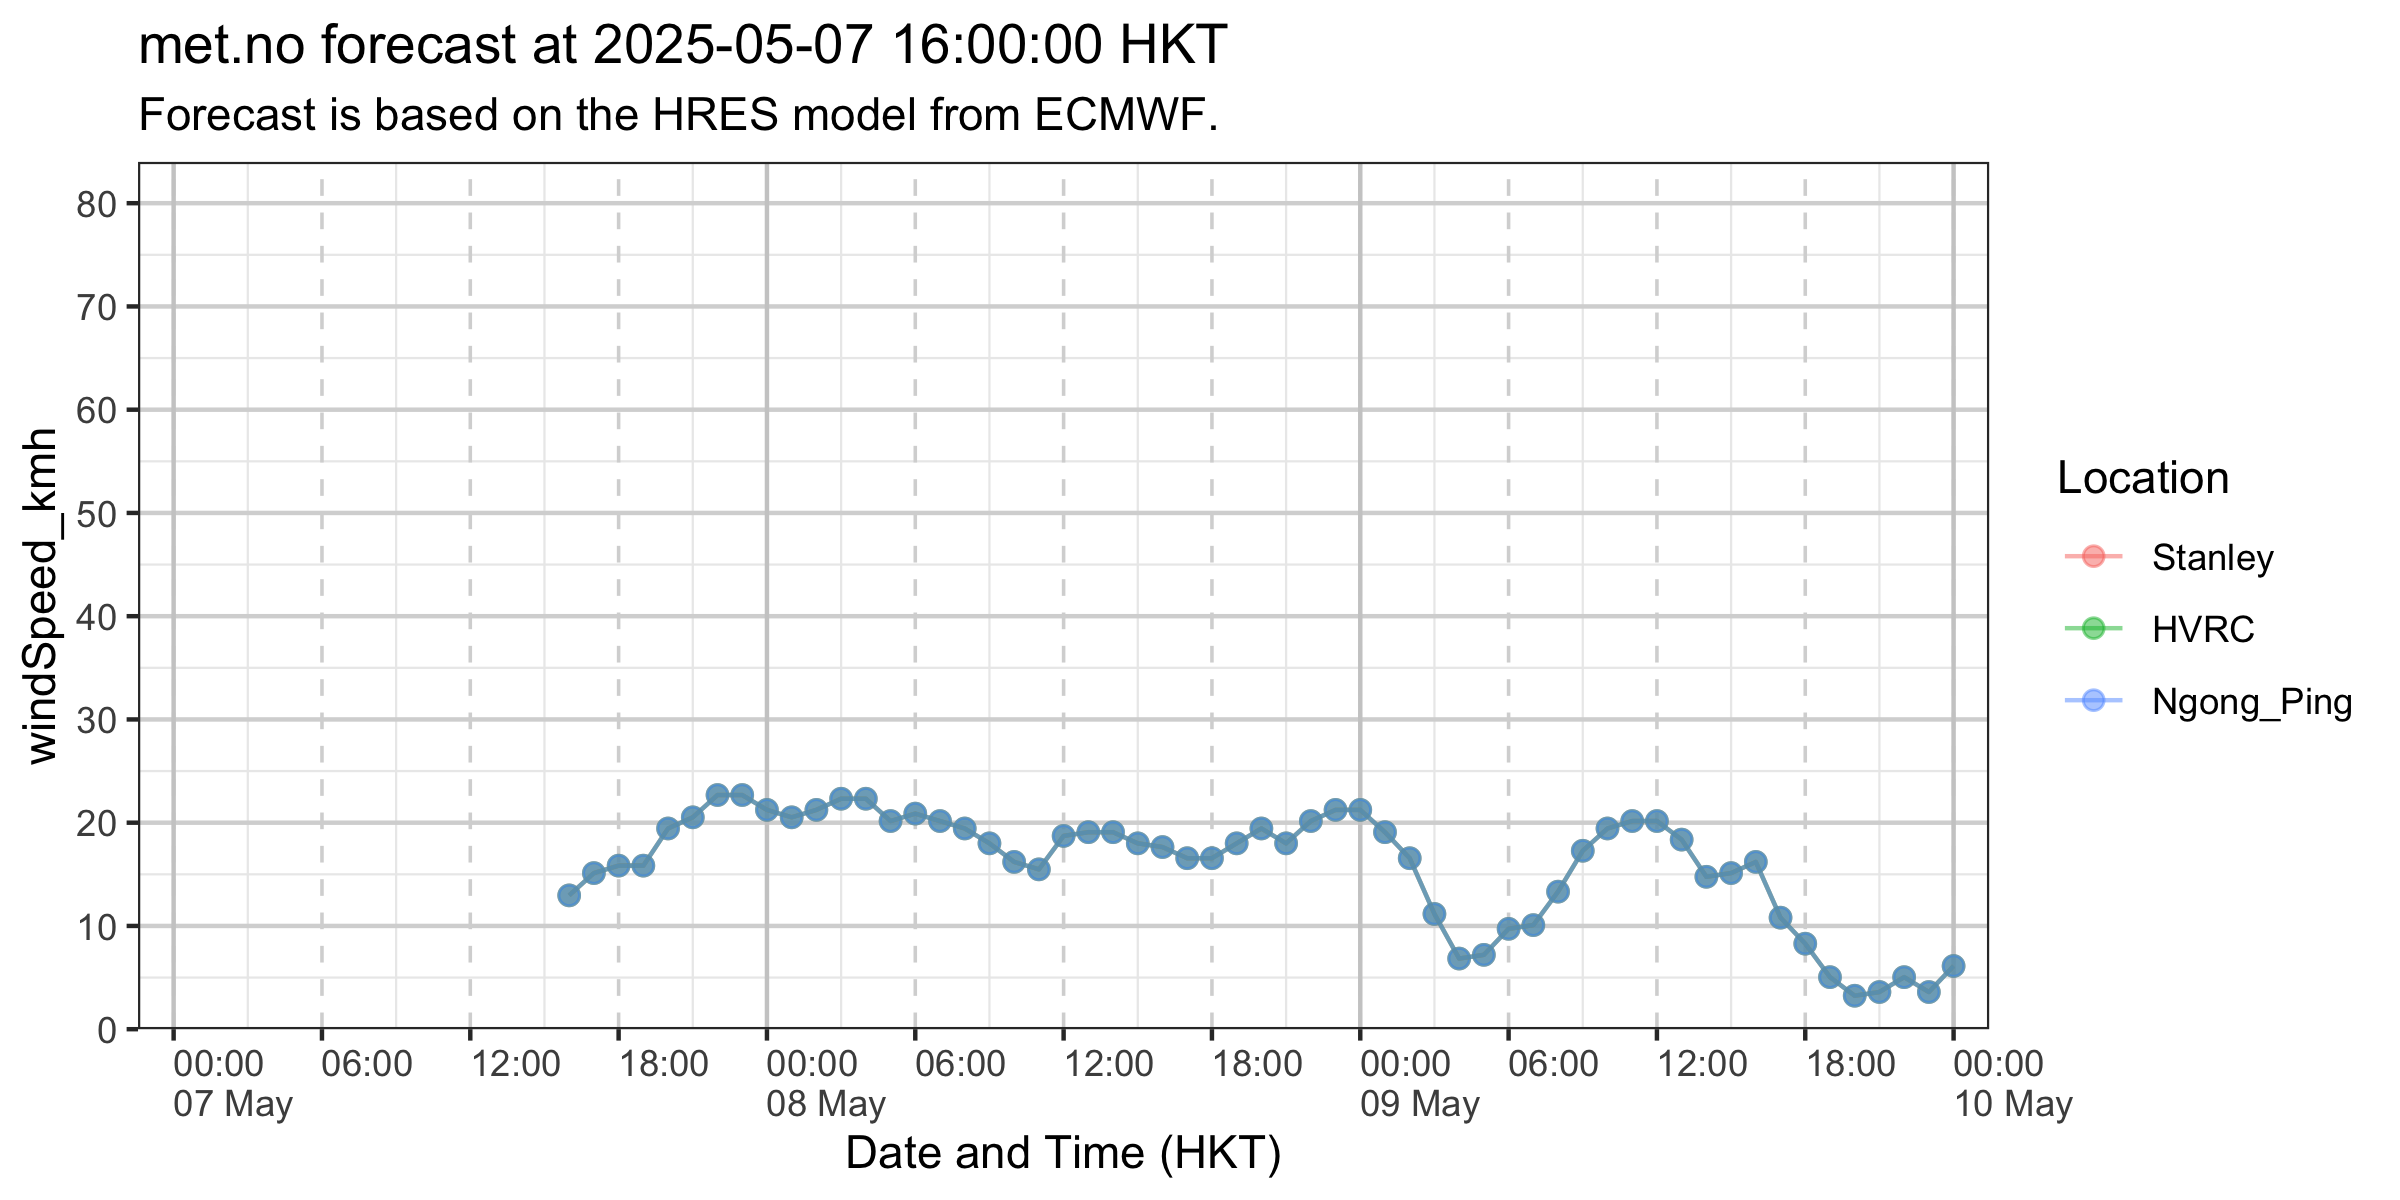 met.no forecast at 2025-05-07 16:00:00 HKT
Forecast is based on the HRES model from ECMWF.
windSpeed_kmh
80
70
60
50
40
30
20
10
0
00:00 06:00 12:00 18:00 00:00 06:00 12:00 18:00 00:00 06:00 12:00 18:00 00:00
07 May 08 May 09 May 10 May
Date and Time (HKT)
Location
Stanley
HVRC
Ngong_Ping